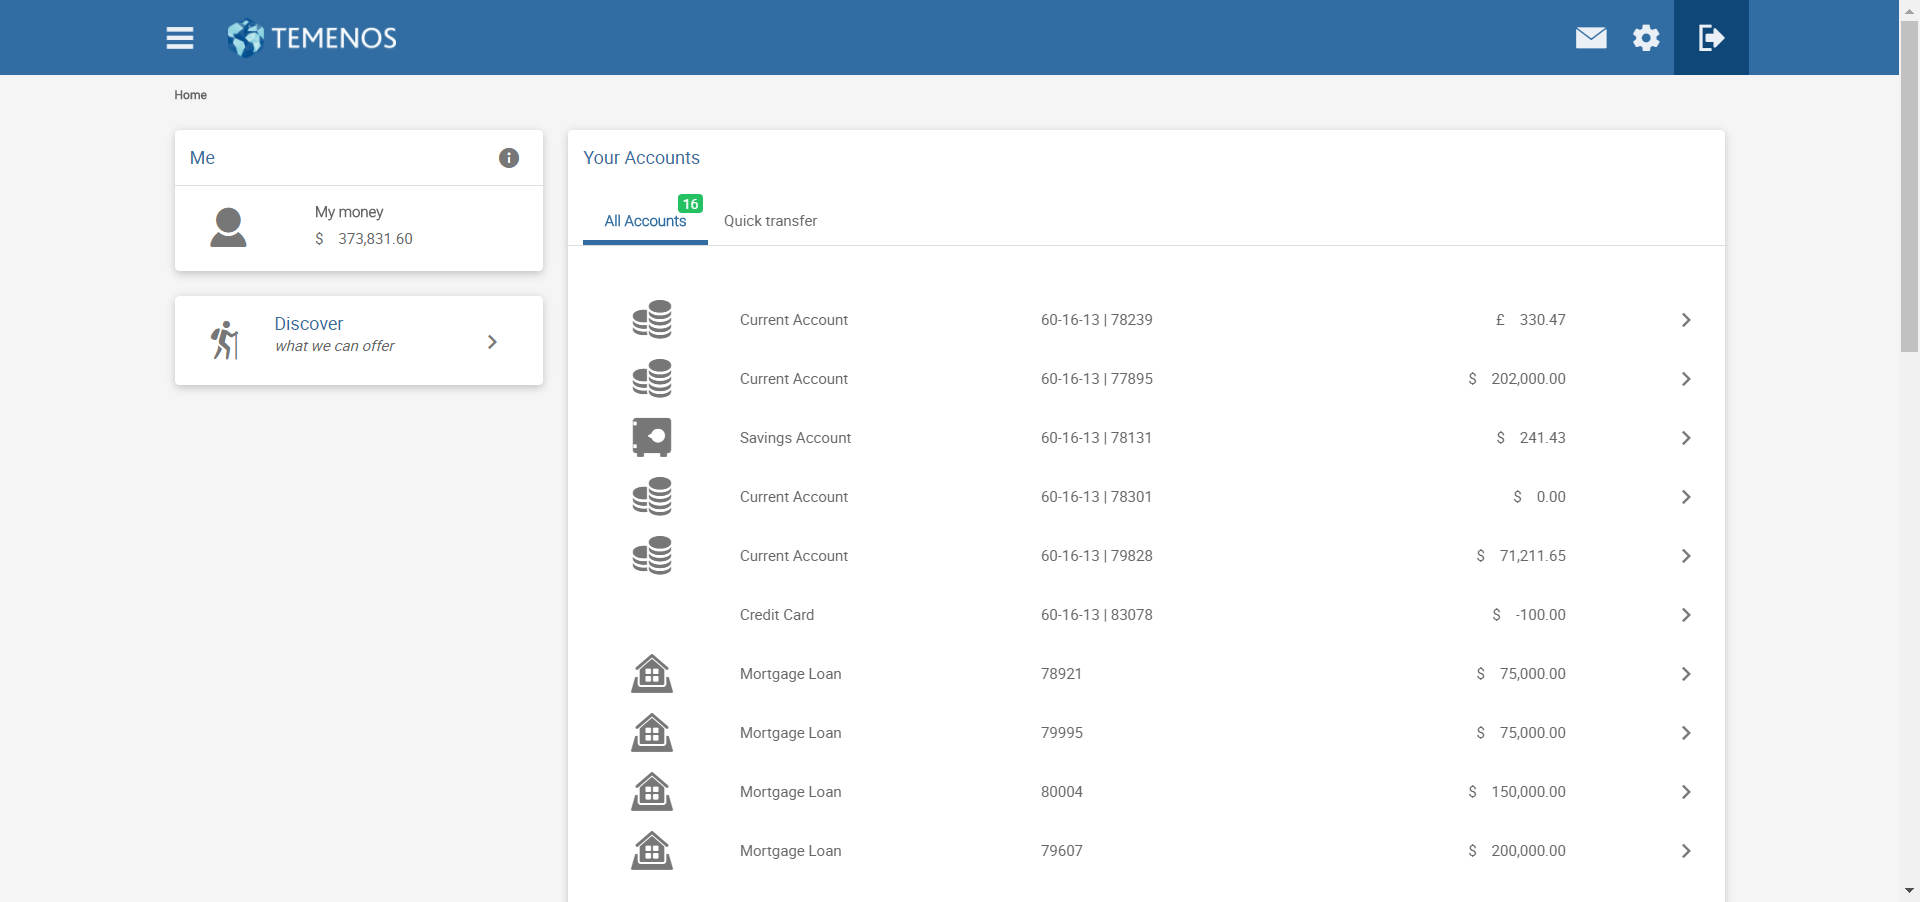 TEMENOS
Home
Me
My money
$ 373,831.60
Discover
what we can offer
Your Accounts
All Accounts 16 Quick transfer
Current Account 60-16-13 | 78239 £ 330.47
Current Account 60-16-13 | 77895 $ 202,000.00
Savings Account 60-16-13 | 78131 $ 241.43
Current Account 60-16-13 | 78301 $ 0.00
Current Account 60-16-13 | 79828 $ 71,211.65
Credit Card 60-16-13 | 83078 $ -100.00
Mortgage Loan 78921 $ 75,000.00
Mortgage Loan 79995 $ 75,000.00
Mortgage Loan 80004 $ 150,000.00
Mortgage Loan 79607 $ 200,000.00